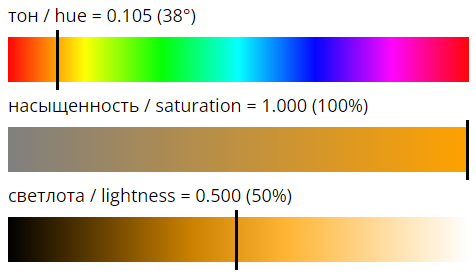 тон / hue = 0.105 (38°)
насыщенность / saturation = 1.000 (100%)
светлота / lightness = 0.500 (50%)